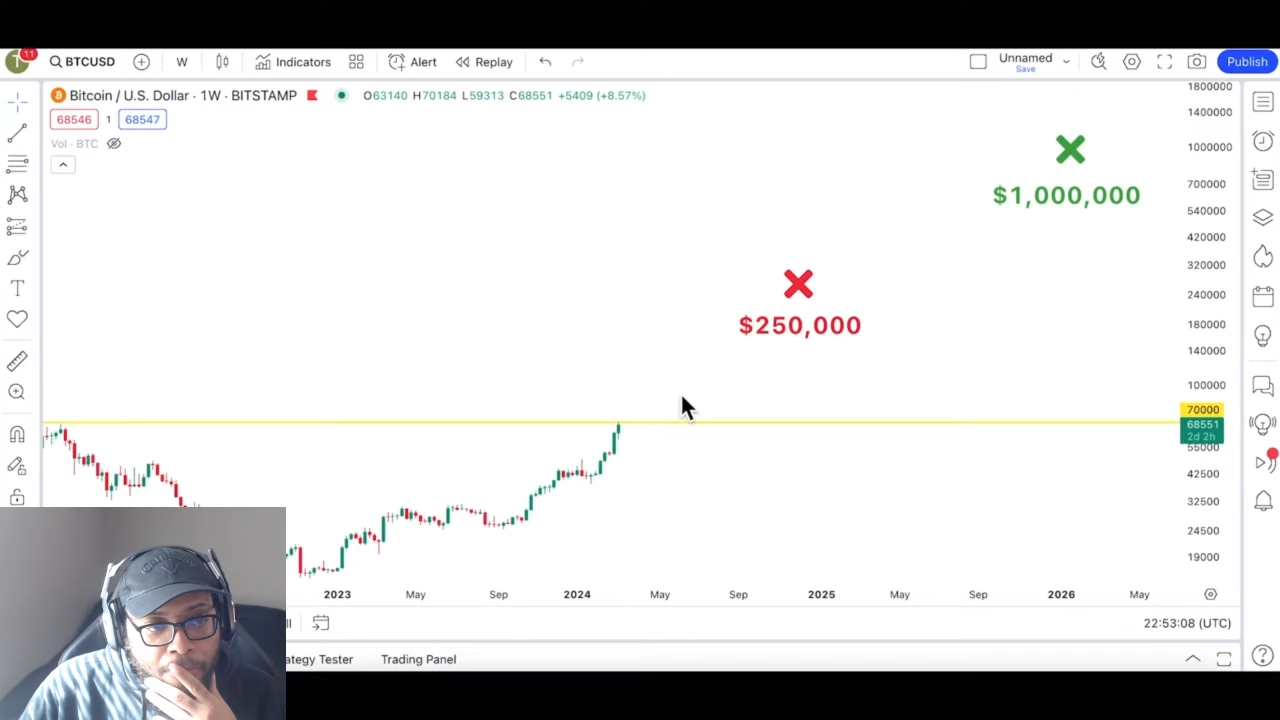 T 11 BTCUSD W Indicators Alert Replay Unnamed Save Publish
Bitcoin / U.S. Dollar · 1W · BITSTAMP O63140 H70184 L59313 C68551 +5409 (+8.57%)
68546 1 68547
Vol · BTC
1800000
1400000
1000000
$1,000,000
700000
540000
420000
320000
240000
$250,000
180000
140000
100000
70000
68551
2d 2h
55000
42500
32500
24500
19000
2023 May Sep 2024 May Sep 2025 May Sep 2026 May
22:53:08 (UTC)
ategy Tester Trading Panel